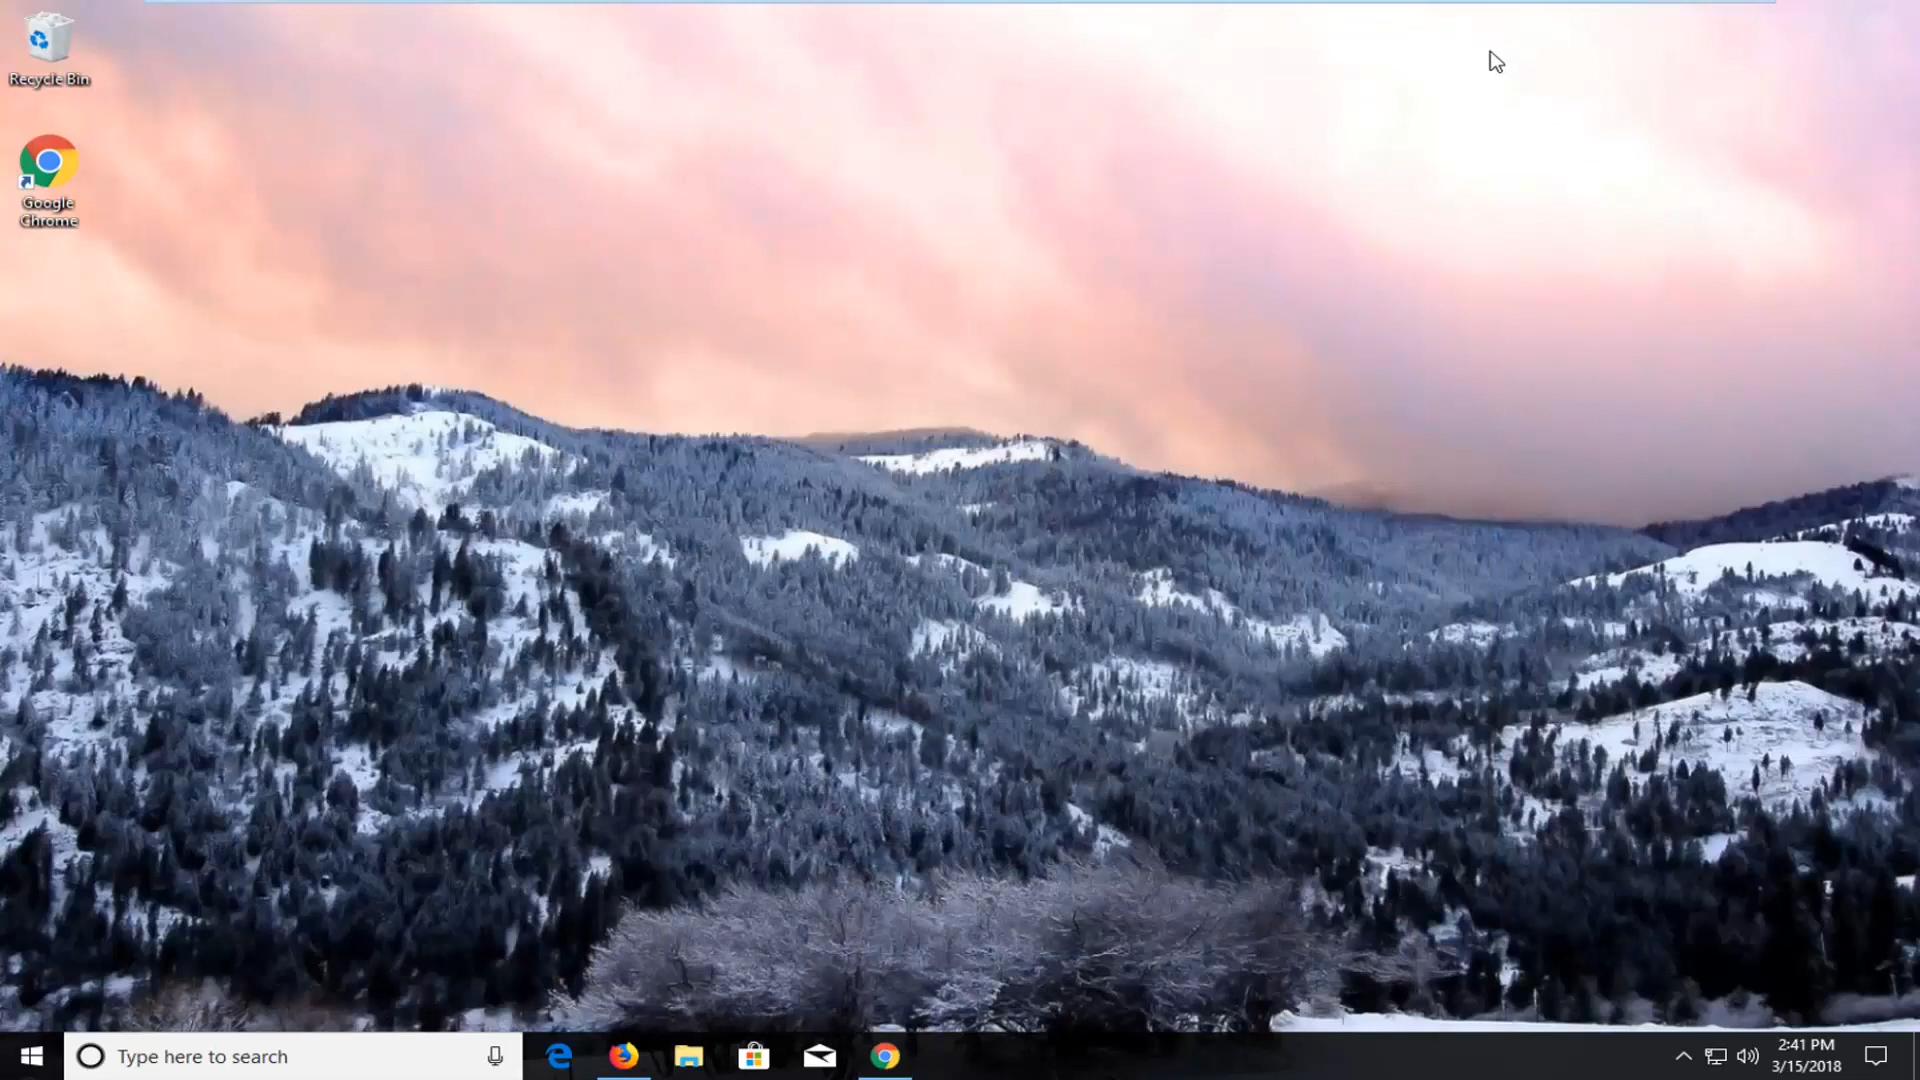 Recycle Bin
Google
Chrome
Type here to search
2:41 PM
3/15/2018